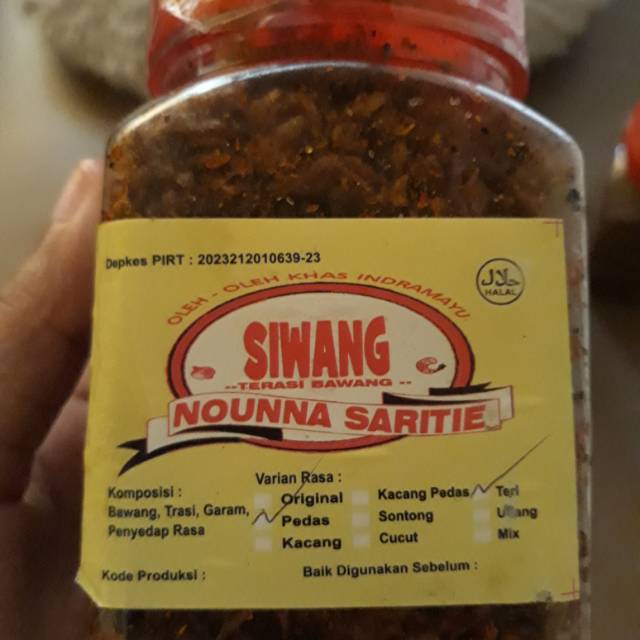 Depkes PIRT : 2023212010639-23
OLEH - OLEH KHAS INDRAMAYU
حلال
HALAL
SIWANG
--TERASI BAWANG --
NOUNNA SARITIE
Varian Rasa :
Komposisi :
Bawang, Trasi, Garam,
Penyedap Rasa
Original
Pedas
Kacang
Kacang Pedas
Sontong
Cucut
Teri
Udang
Mix
Kode Produksi :
Baik Digunakan Sebelum :